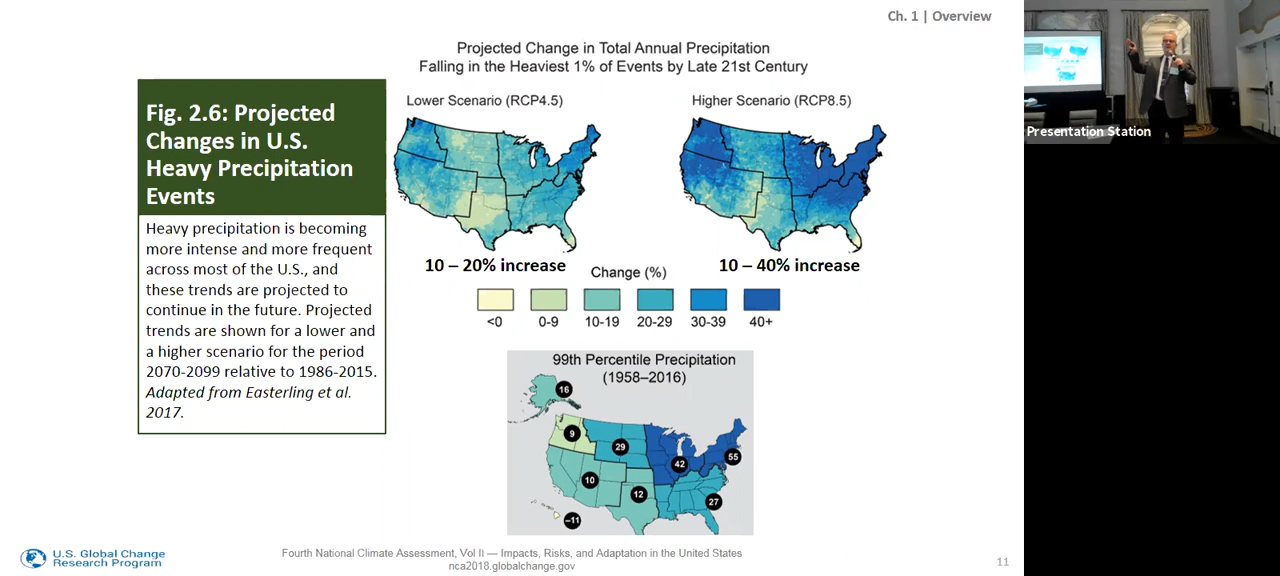 Ch. 1 | Overview
Projected Change in Total Annual Precipitation
Falling in the Heaviest 1% of Events by Late 21st Century
Fig. 2.6: Projected
Changes in U.S.
Heavy Precipitation
Events
Heavy precipitation is becoming
more intense and more frequent
across most of the U.S., and
these trends are projected to
continue in the future. Projected
trends are shown for a lower and
a higher scenario for the period
2070-2099 relative to 1986-2015.
Adapted from Easterling et al.
2017.
Lower Scenario (RCP4.5)
Higher Scenario (RCP8.5)
10 – 20% increase
10 – 40% increase
Change (%)
<0 0-9 10-19 20-29 30-39 40+
99th Percentile Precipitation
(1958–2016)
16
9
29
42
55
10
12
27
–11
U.S. Global Change
Research Program
Fourth National Climate Assessment, Vol Ii — Impacts, Risks, and Adaptation in the United States
nca2018.globalchange.gov
11
Presentation Station